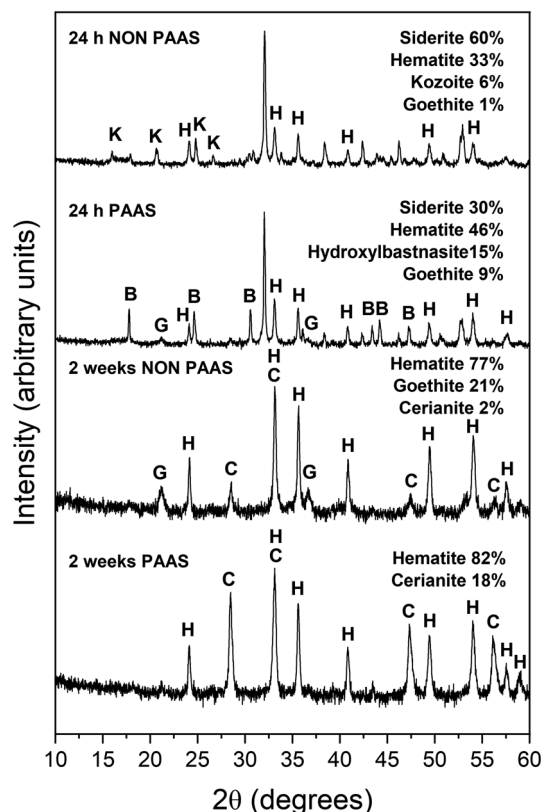 24 h NON PAAS
Siderite 60%
Hematite 33%
Kozoite 6%
Goethite 1%
K K H K K H H H H H
24 h PAAS
Siderite 30%
Hematite 46%
Hydroxylbastnasite15%
Goethite 9%
B G H B B H H G H B B B H H H
2 weeks NON PAAS
Hematite 77%
Goethite 21%
Cerianite 2%
G H C H C H G H C H H C H
2 weeks PAAS
Hematite 82%
Cerianite 18%
H C H C H H C H H C H H
Intensity (arbitrary units)
10 15 20 25 30 35 40 45 50 55 60
2θ (degrees)